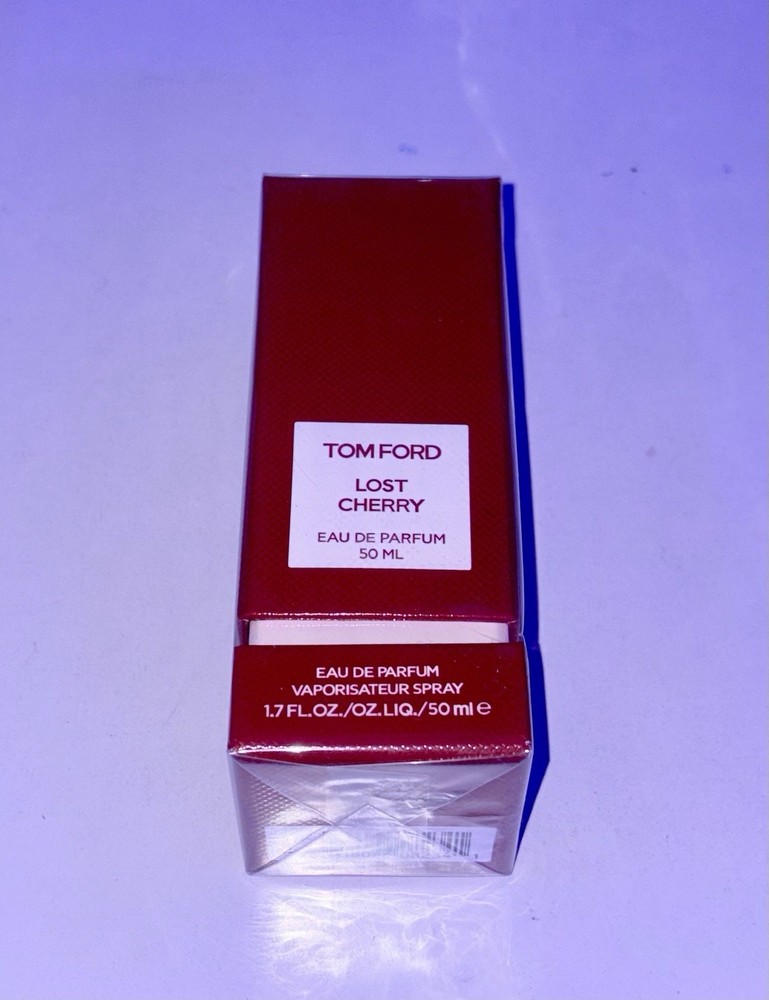 TOM FORD
LOST
CHERRY
EAU DE PARFUM
50 ML
EAU DE PARFUM
VAPORISATEUR SPRAY
1.7 FL.OZ./OZ.LIQ./50 ml e